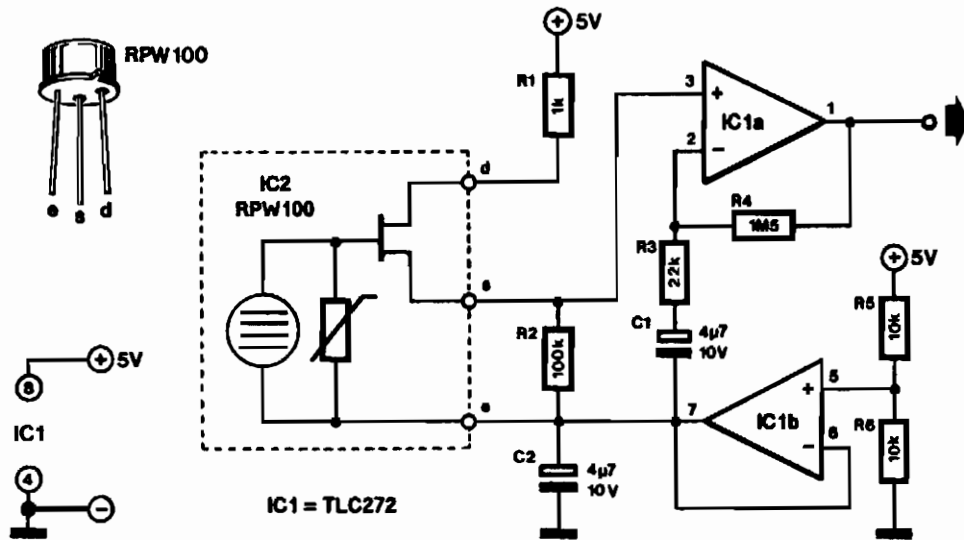 RPW100
e s d
5V
R1
1k
3
+
IC1a
1
2
−
d
IC2
RPW100
R4
1M5
R3
22k
5V
s
R5
10k
R2
100k
C1
4µ7
10V
5V
8
IC1
7
5
+
IC1b
6
−
R6
10k
e
4
C2
4µ7
10V
IC1 = TLC272